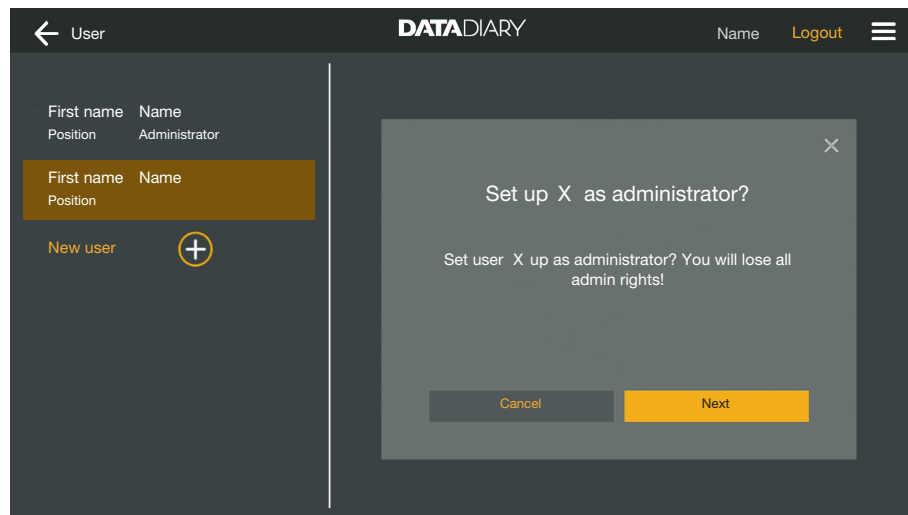 User
DATADIARY
Name Logout
First name Name
Position Administrator
First name Name
Position
New user
Set up X as administrator?
Set user X up as administrator? You will lose all
admin rights!
Cancel
Next